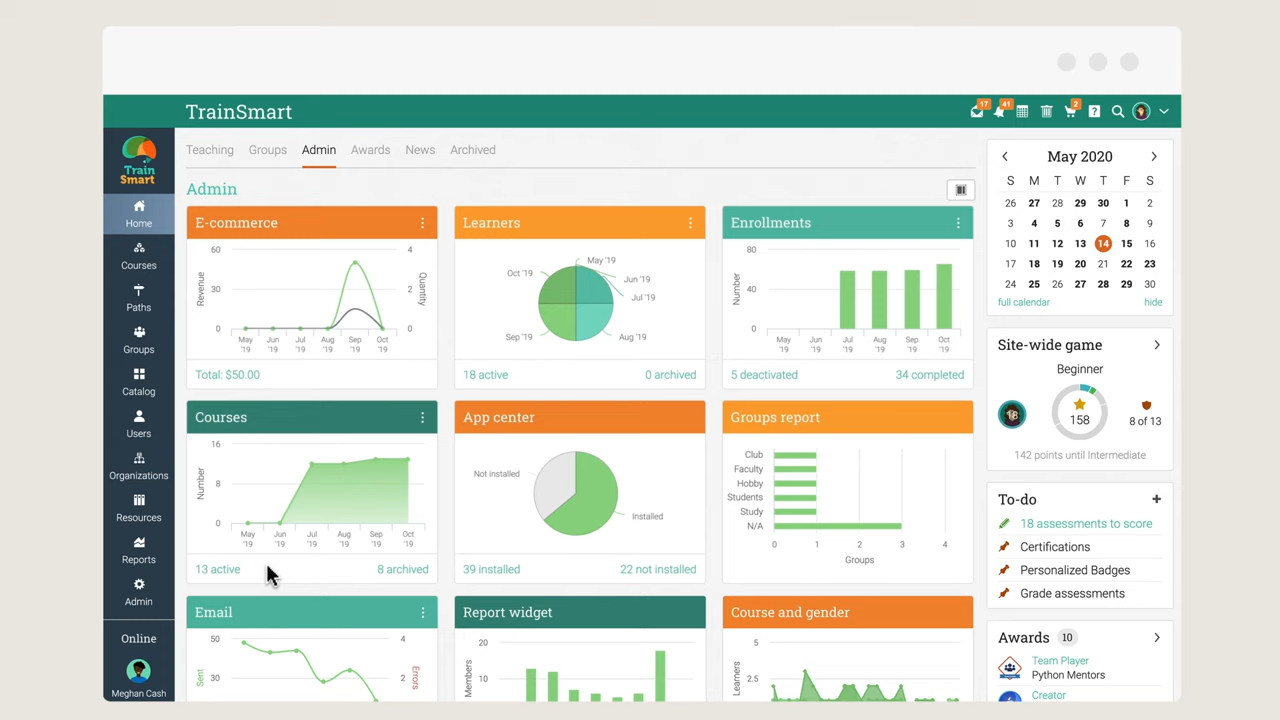 TrainSmart
17
41
2
Train
Smart
Home
Courses
Paths
Groups
Catalog
Users
Organizations
Resources
Reports
Admin
Online
Meghan Cash
Teaching Groups Admin Awards News Archived
Admin
E-commerce
60
30
0
Revenue
4
2
0
Quantity
May '19 Jun '19 Jul '19 Aug '19 Sep '19 Oct '19
Total: $50.00
Learners
May '19
Jun '19
Jul '19
Aug '19
Sep '19
Oct '19
18 active 0 archived
Enrollments
80
40
0
Number
May '19 Jun '19 Jul '19 Aug '19 Sep '19 Oct '19
5 deactivated 34 completed
Courses
16
8
0
Number
May '19 Jun '19 Jul '19 Aug '19 Sep '19 Oct '19
13 active 8 archived
App center
Not installed
Installed
39 installed 22 not installed
Groups report
Club
Faculty
Hobby
Students
Study
N/A
0 1 2 3 4
Groups
Email
50
30
Sent
4
2
Errors
Report widget
20
10
Members
Course and gender
5
2.5
Learners
May 2020
S M T W T F S
26 27 28 29 30 1 2
3 4 5 6 7 8 9
10 11 12 13 14 15 16
17 18 19 20 21 22 23
24 25 26 27 28 29 30
full calendar hide
Site-wide game
Beginner
18
158
8 of 13
142 points until Intermediate
To-do
18 assessments to score
Certifications
Personalized Badges
Grade assessments
Awards 10
Team Player
Python Mentors
Creator